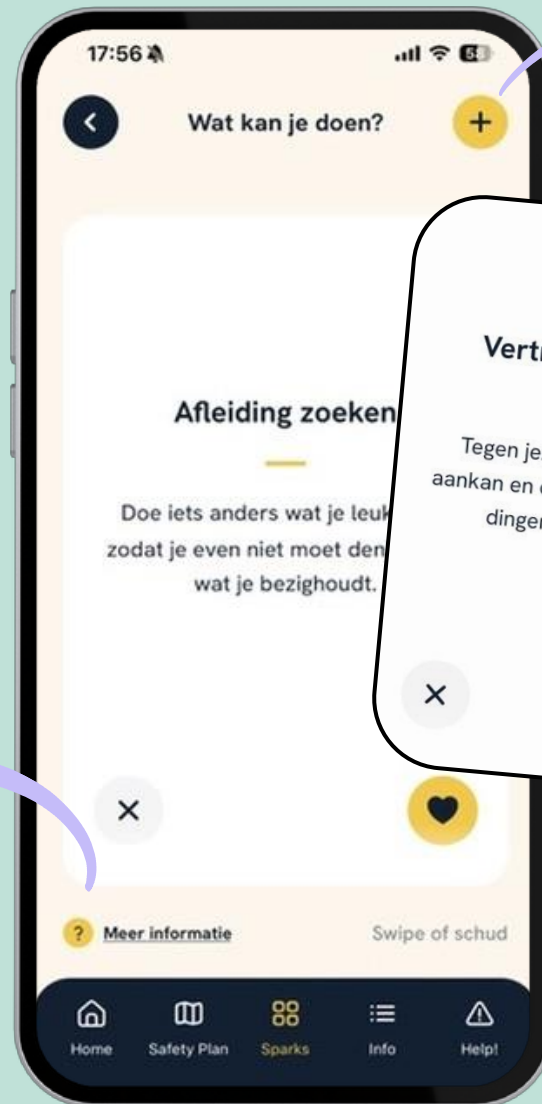 17:56
58
Wat kan je doen?
Afleiding zoeken
Doe iets anders wat je leuk
zodat je even niet moet den
wat je bezighoudt.
Tegen je
aankan en
dingen
Meer informatie
Swipe of schud
Home
Safety Plan
Sparks
Info
Help!